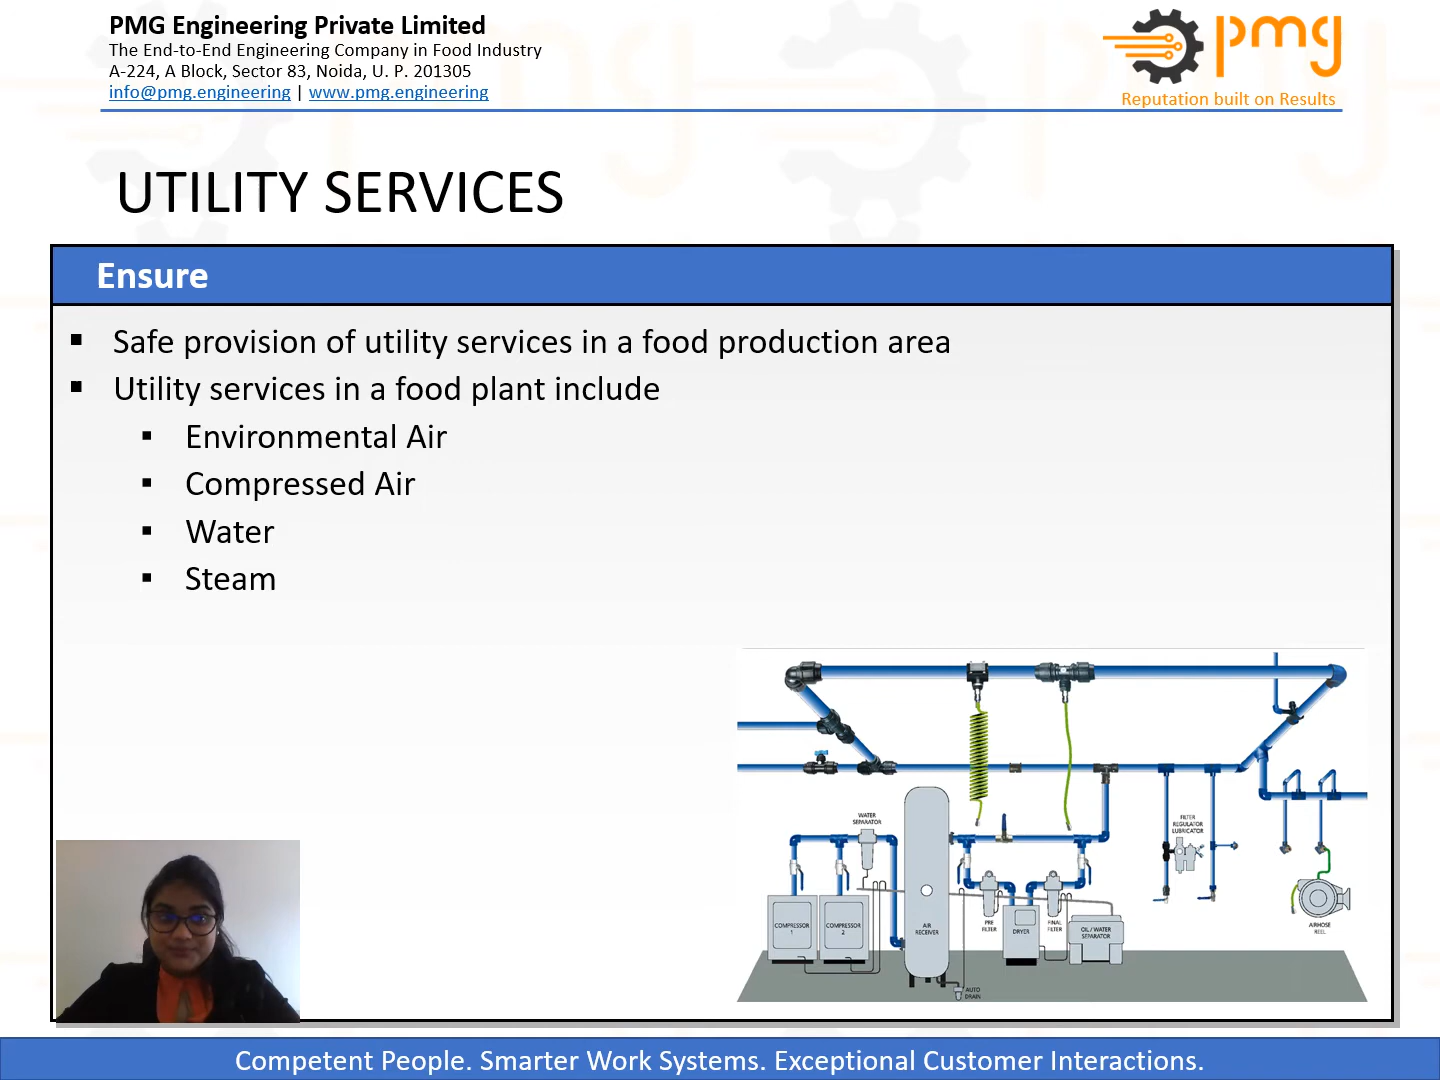 PMG Engineering Private Limited
The End-to-End Engineering Company in Food Industry
A-224, A Block, Sector 83, Noida, U. P. 201305
info@pmg.engineering | www.pmg.engineering
pmg
Reputation built on Results
UTILITY SERVICES
Ensure
Safe provision of utility services in a food production area
Utility services in a food plant include
Environmental Air
Compressed Air
Water
Steam
WATER
SEPARATOR
FILTER
REGULATOR
LUBRICATOR
COMPRESSOR
1
COMPRESSOR
2
AIR
RECEIVER
PRE
FILTER
DRYER
FINAL
FILTER
OIL / WATER
SEPARATOR
AIRHOSE
REEL
AUTO
DRAIN
Competent People. Smarter Work Systems. Exceptional Customer Interactions.